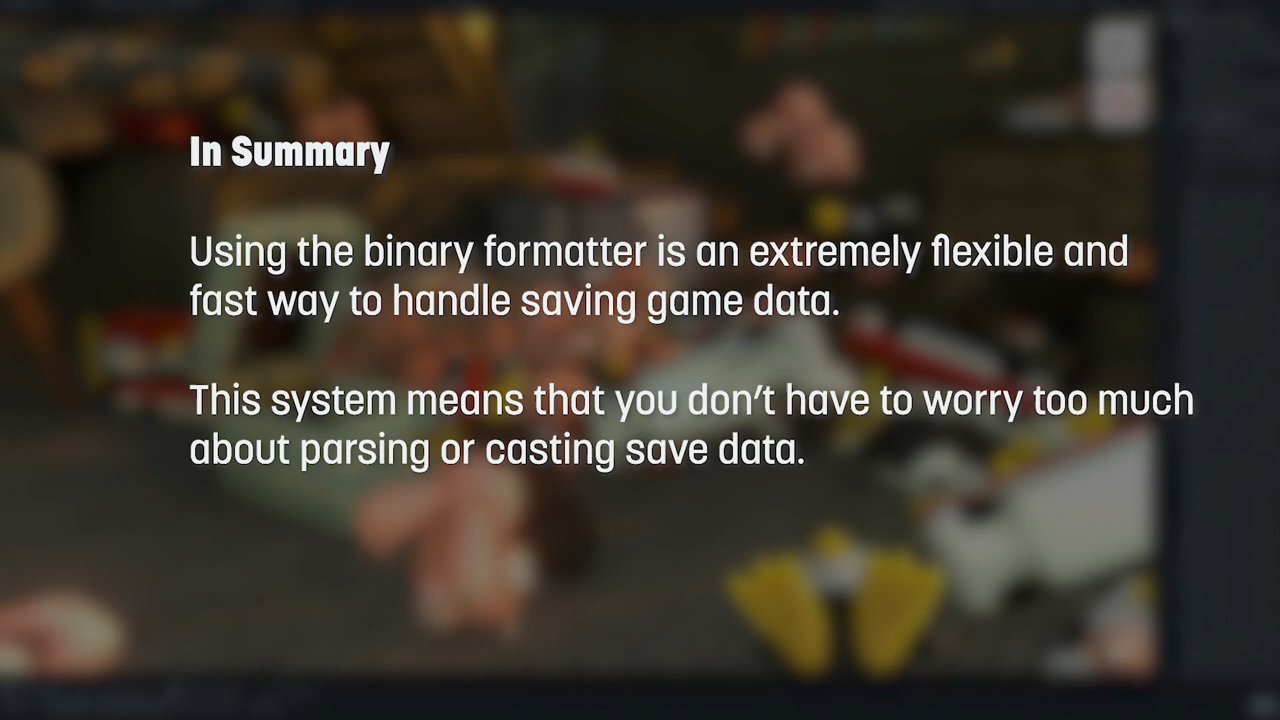 In Summary
Using the binary formatter is an extremely flexible and
fast way to handle saving game data.
This system means that you don’t have to worry too much
about parsing or casting save data.